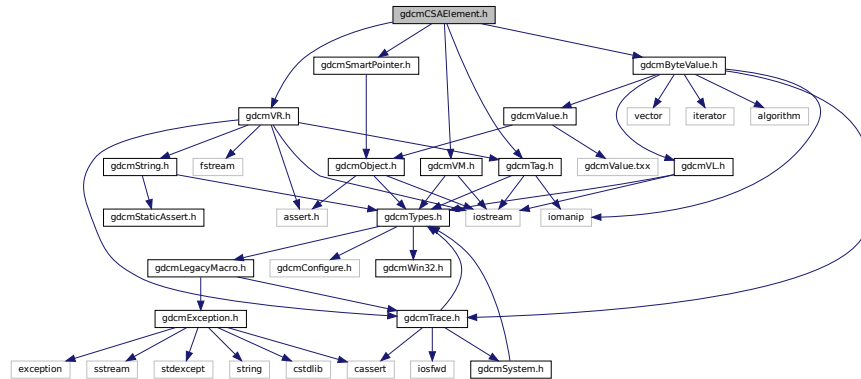 gdcmCSAElement.h
gdcmSmartPointer.h
gdcmByteValue.h
gdcmVR.h
gdcmValue.h
vector
iterator
algorithm
gdcmString.h
fstream
gdcmObject.h
gdcmVM.h
gdcmTag.h
gdcmValue.txx
gdcmVL.h
gdcmStaticAssert.h
assert.h
gdcmTypes.h
iostream
iomanip
gdcmLegacyMacro.h
gdcmConfigure.h
gdcmWin32.h
gdcmException.h
gdcmTrace.h
exception
sstream
stdexcept
string
cstdlib
cassert
iosfwd
gdcmSystem.h